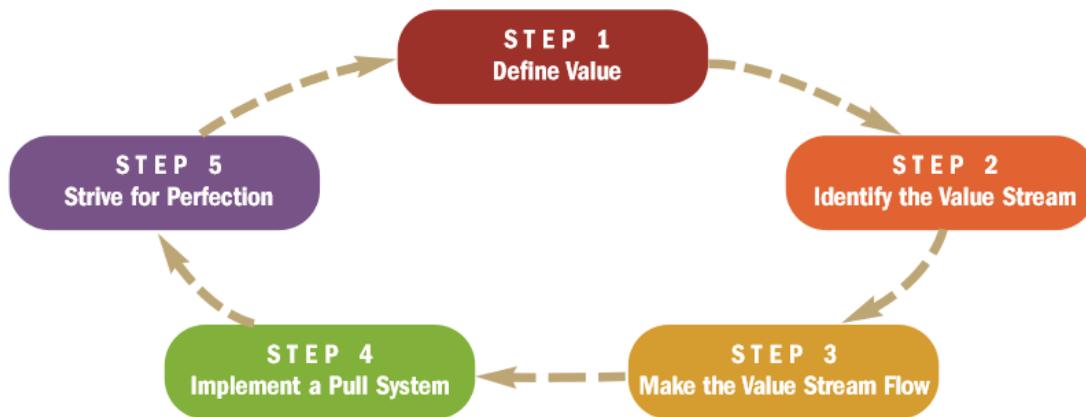 STEP 1
Define Value
STEP 2
Identify the Value Stream
STEP 3
Make the Value Stream Flow
STEP 4
Implement a Pull System
STEP 5
Strive for Perfection